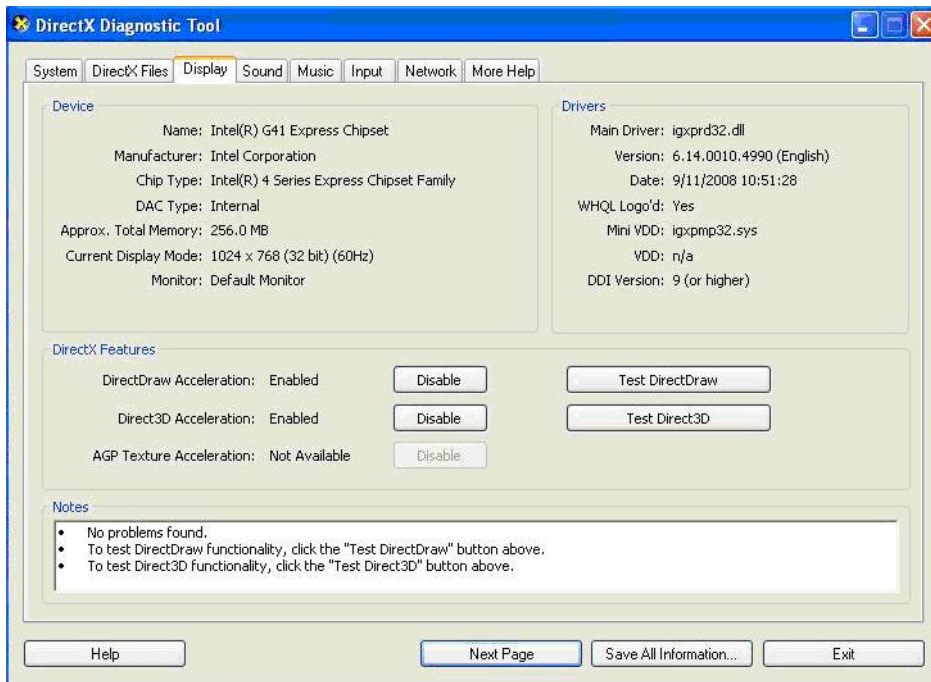 DirectX Diagnostic Tool
System DirectX Files Display Sound Music Input Network More Help
Device
Name: Intel(R) G41 Express Chipset
Manufacturer: Intel Corporation
Chip Type: Intel(R) 4 Series Express Chipset Family
DAC Type: Internal
Approx. Total Memory: 256.0 MB
Current Display Mode: 1024 x 768 (32 bit) (60Hz)
Monitor: Default Monitor
Drivers
Main Driver: igxprd32.dll
Version: 6.14.0010.4990 (English)
Date: 9/11/2008 10:51:28
WHQL Logo'd: Yes
Mini VDD: igxpmp32.sys
VDD: n/a
DDI Version: 9 (or higher)
DirectX Features
DirectDraw Acceleration: Enabled Disable Test DirectDraw
Direct3D Acceleration: Enabled Disable Test Direct3D
AGP Texture Acceleration: Not Available Disable
Notes
• No problems found.
• To test DirectDraw functionality, click the "Test DirectDraw" button above.
• To test Direct3D functionality, click the "Test Direct3D" button above.
Help Next Page Save All Information... Exit